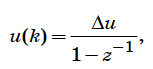 u(k) = Δu / (1 − z⁻¹),